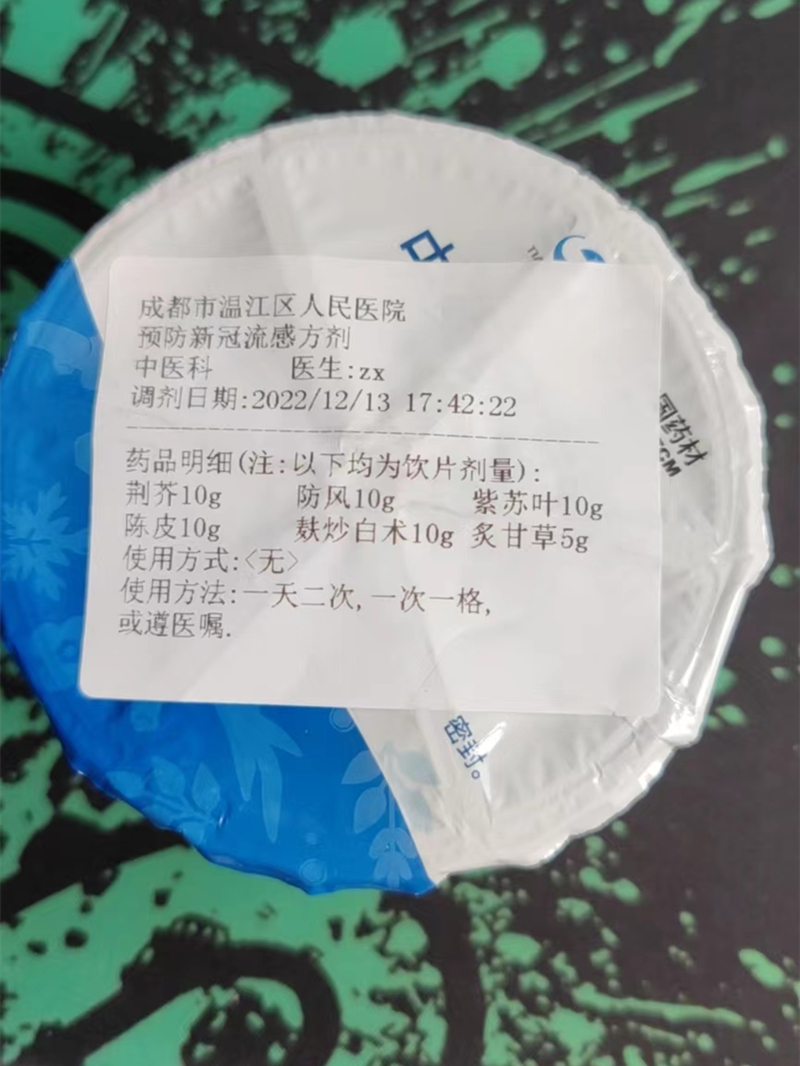 中
成都市温江区人民医院
预防新冠流感方剂
中医科 医生:zx
调剂日期:2022/12/13 17:42:22
药品明细(注:以下均为饮片剂量):
荆芥10g 防风10g 紫苏叶10g
陈皮10g 麸炒白术10g 炙甘草5g
使用方式:<无>
使用方法:一天二次,一次一格,
或遵医嘱.
国药材
密封。